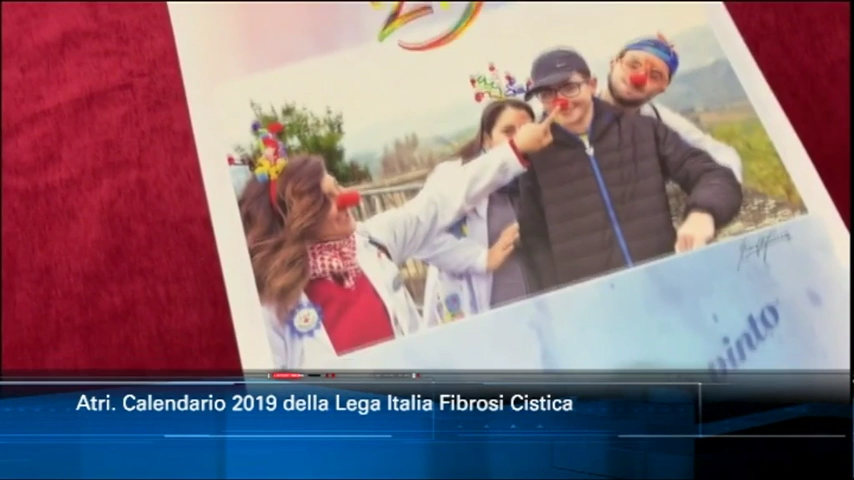 pinto
Atri. Calendario 2019 della Lega Italia Fibrosi Cistica